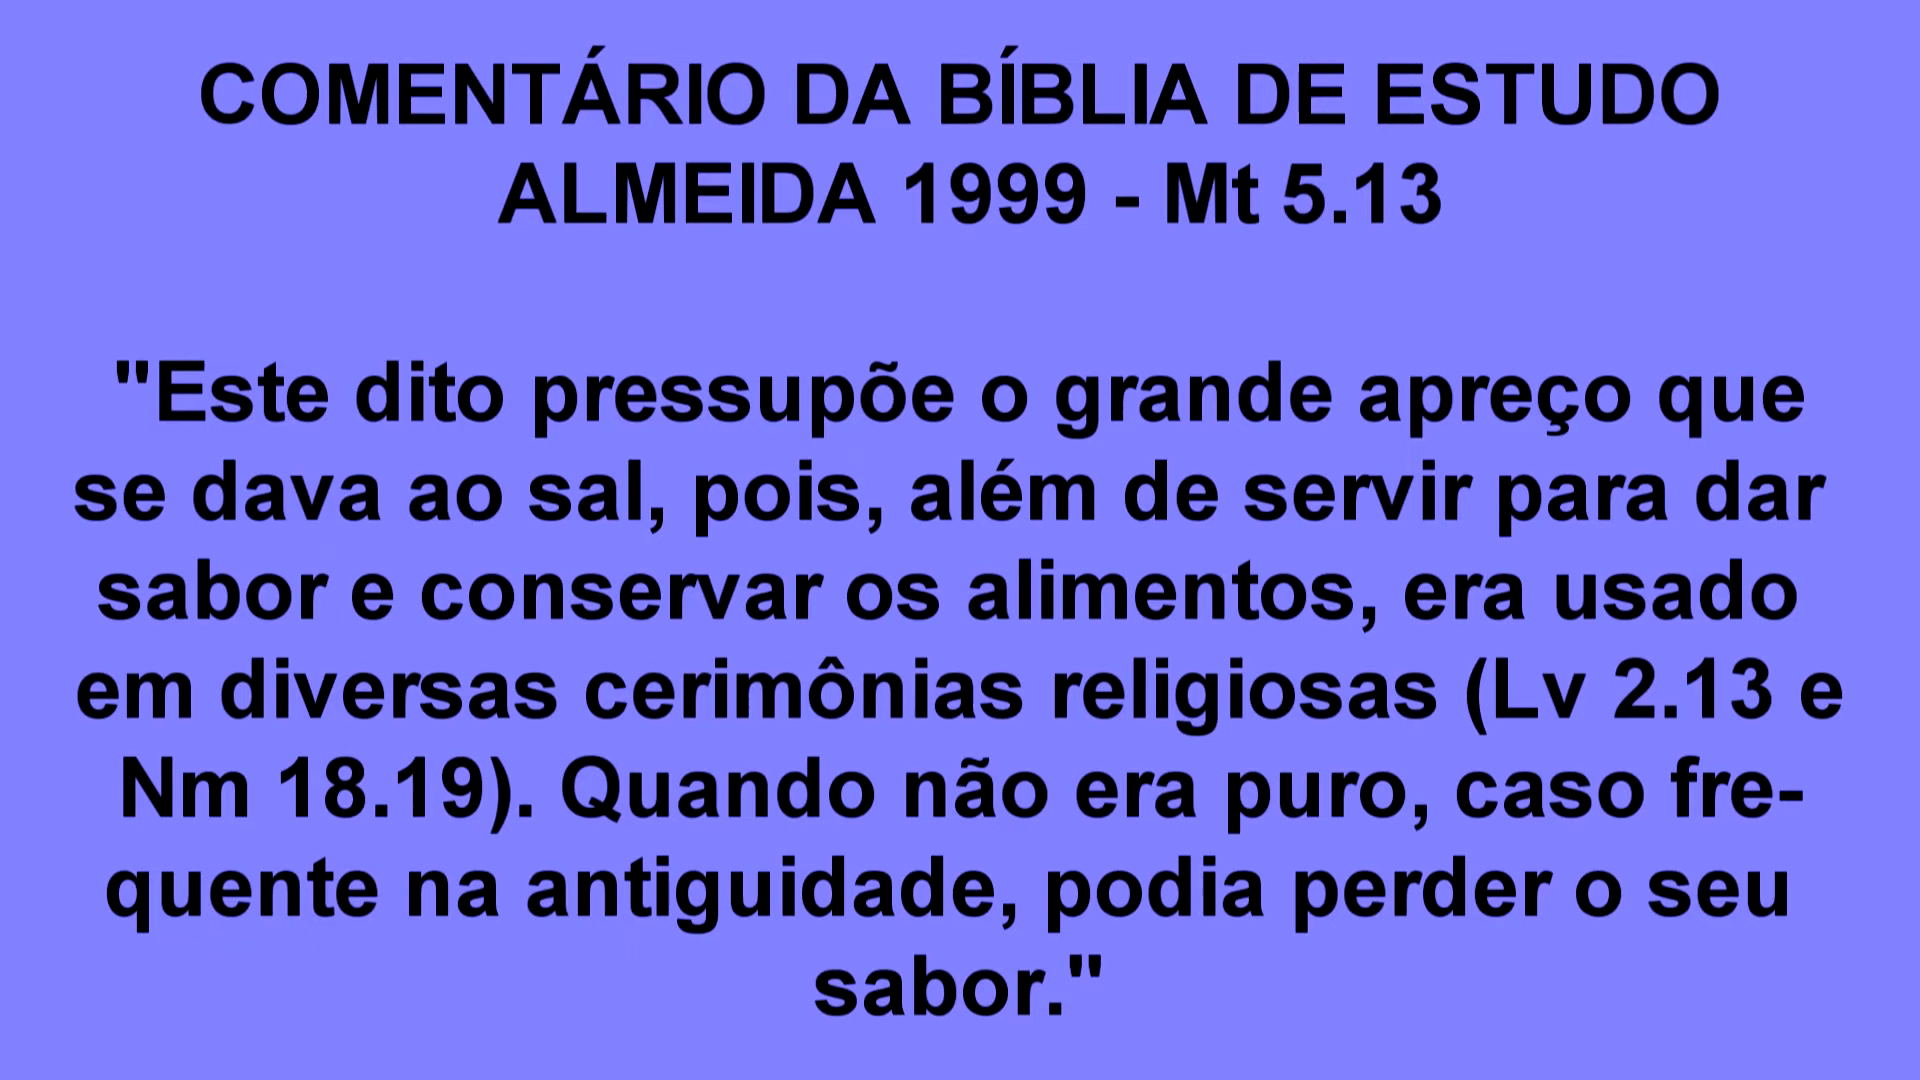 COMENTÁRIO DA BÍBLIA DE ESTUDO
ALMEIDA 1999 - Mt 5.13
"Este dito pressupõe o grande apreço que
se dava ao sal, pois, além de servir para dar
sabor e conservar os alimentos, era usado
em diversas cerimônias religiosas (Lv 2.13 e
Nm 18.19). Quando não era puro, caso fre-
quente na antiguidade, podia perder o seu
sabor."